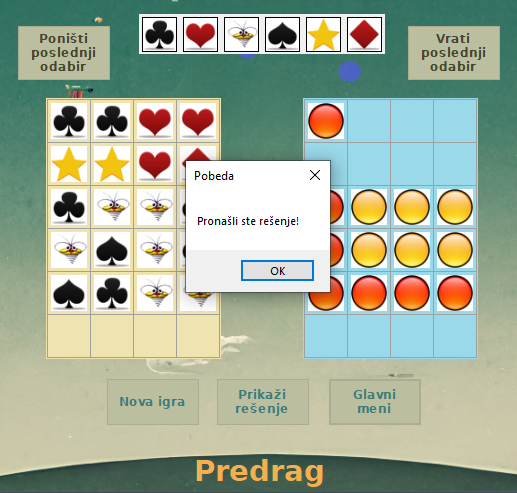 Poništi
poslednji
odabir
Vrati
poslednji
odabir
Pobeda
Pronašli ste rešenje!
OK
Nova igra
Prikaži
rešenje
Glavni
meni
Predrag